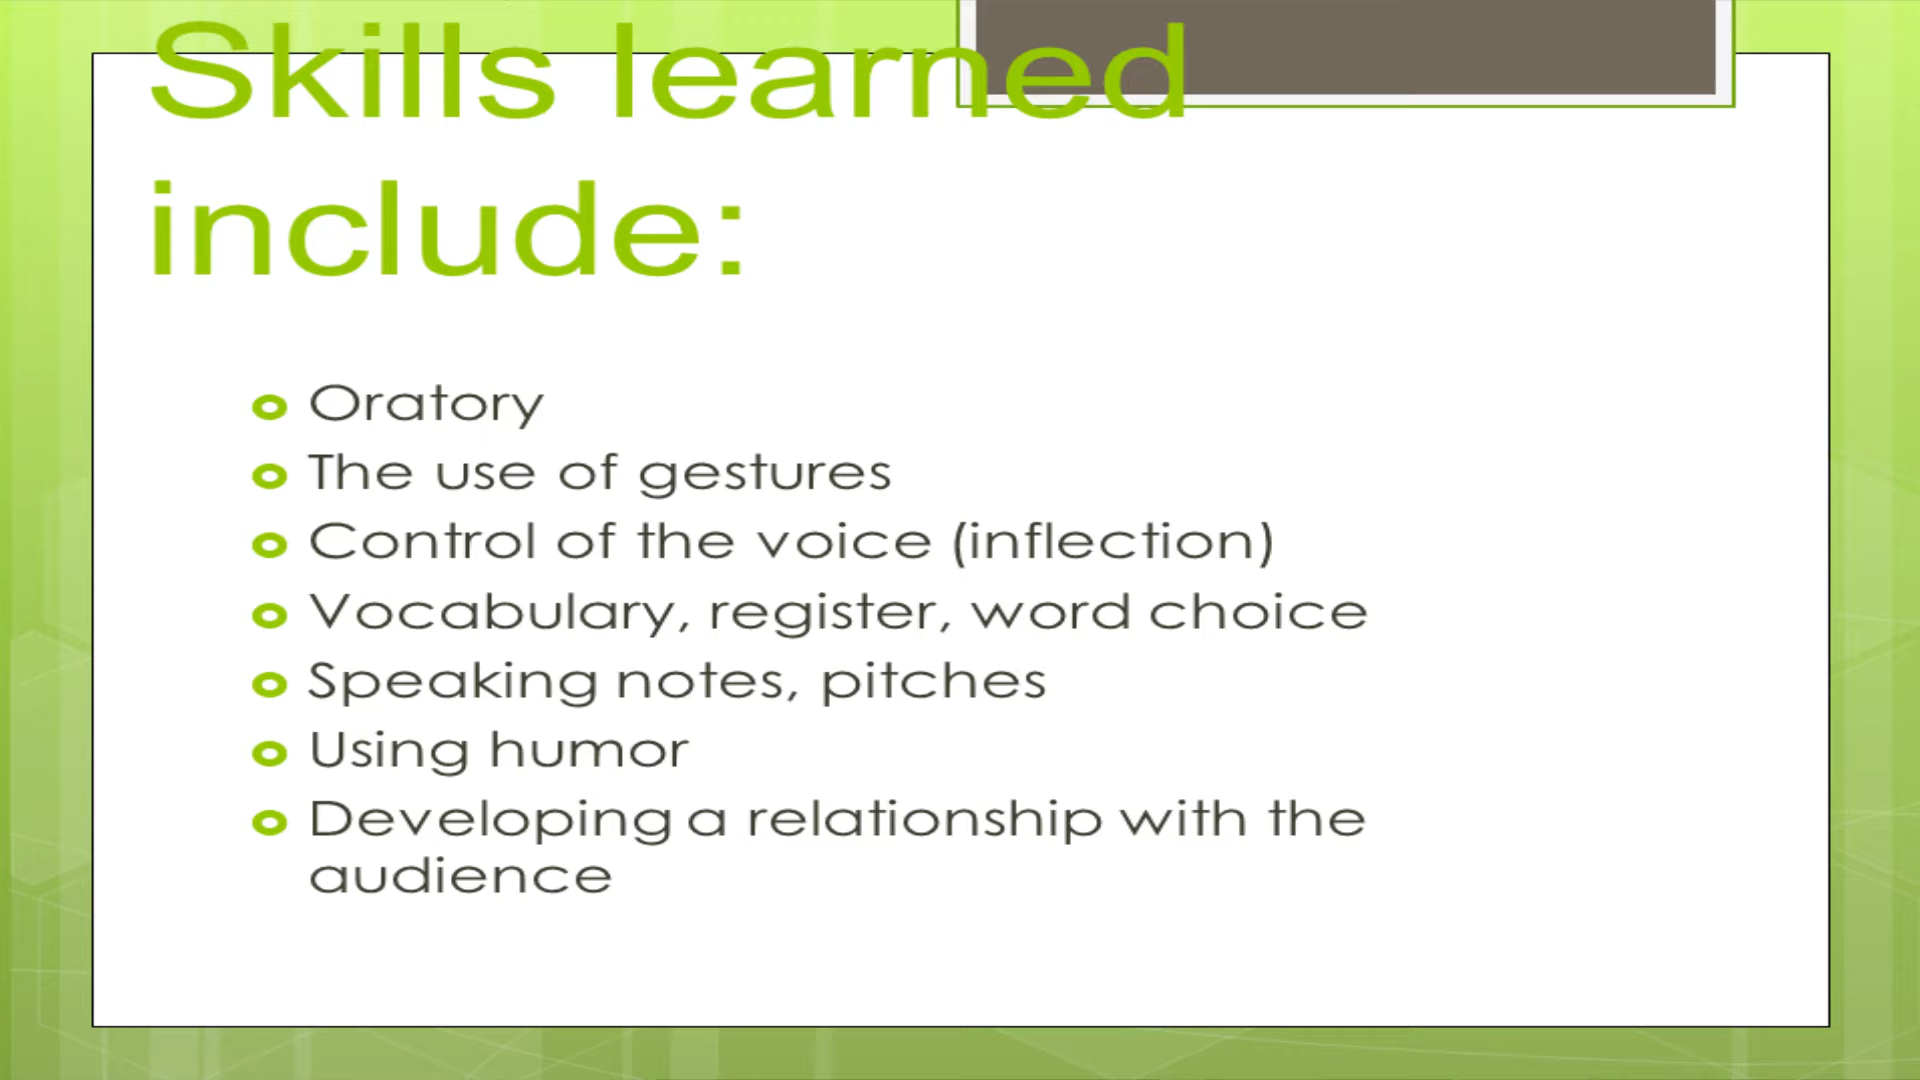 Skills learned
include:
Oratory
The use of gestures
Control of the voice (inflection)
Vocabulary, register, word choice
Speaking notes, pitches
Using humor
Developing a relationship with the
audience